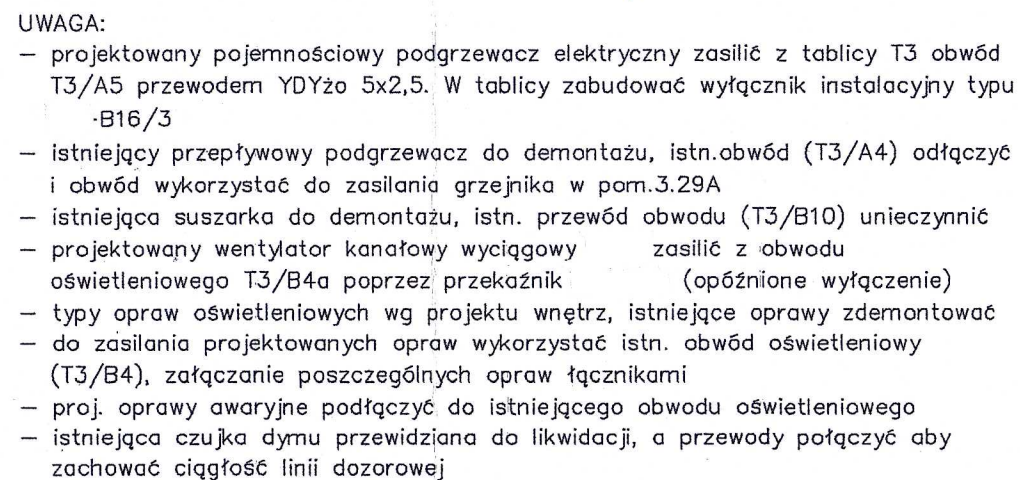 UWAGA:
– projektowany pojemnościowy podgrzewacz elektryczny zasilić z tablicy T3 obwód
T3/A5 przewodem YDYżo 5x2,5. W tablicy zabudować wyłącznik instalacyjny typu
-B16/3
– istniejący przepływowy podgrzewacz do demontażu, istn.obwód (T3/A4) odłączyć
i obwód wykorzystać do zasilania grzejnika w pom.3.29A
– istniejąca suszarka do demontażu, istn. przewód obwodu (T3/B10) unieczynnić
– projektowany wentylator kanałowy wyciągowy zasilić z obwodu
oświetleniowego T3/B4a poprzez przekaźnik (opóźnione wyłączenie)
– typy opraw oświetleniowych wg projektu wnętrz, istniejące oprawy zdemontować
– do zasilania projektowanych opraw wykorzystać istn. obwód oświetleniowy
(T3/B4), załączanie poszczególnych opraw łącznikami
– proj. oprawy awaryjne podłączyć do istniejącego obwodu oświetleniowego
– istniejąca czujka dymu przewidziana do likwidacji, a przewody połączyć aby
zachować ciągłość linii dozorowej